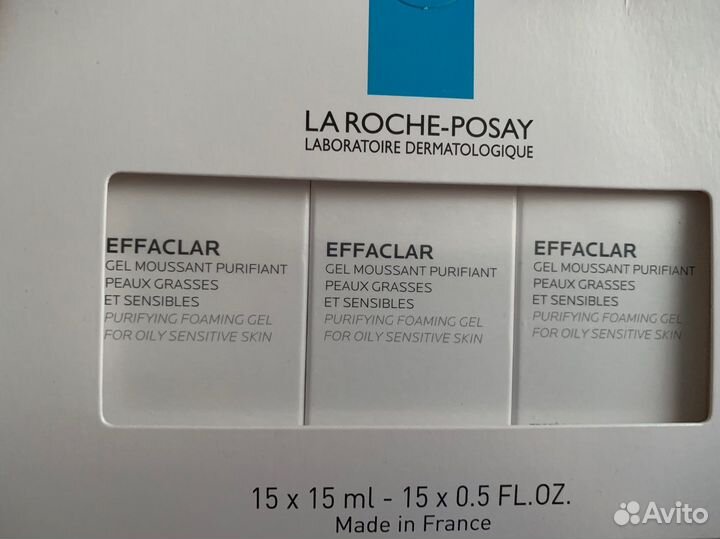 LA ROCHE-POSAY
LABORATOIRE DERMATOLOGIQUE
EFFACLAR
GEL MOUSSANT PURIFIANT
PEAUX GRASSES
ET SENSIBLES
PURIFYING FOAMING GEL
FOR OILY SENSITIVE SKIN
EFFACLAR
GEL MOUSSANT PURIFIANT
PEAUX GRASSES
ET SENSIBLES
PURIFYING FOAMING GEL
FOR OILY SENSITIVE SKIN
EFFACLAR
GEL MOUSSANT PURIFIANT
PEAUX GRASSES
ET SENSIBLES
PURIFYING FOAMING GEL
FOR OILY SENSITIVE SKIN
15 x 15 ml - 15 x 0.5 FL.OZ.
Made in France
Avito